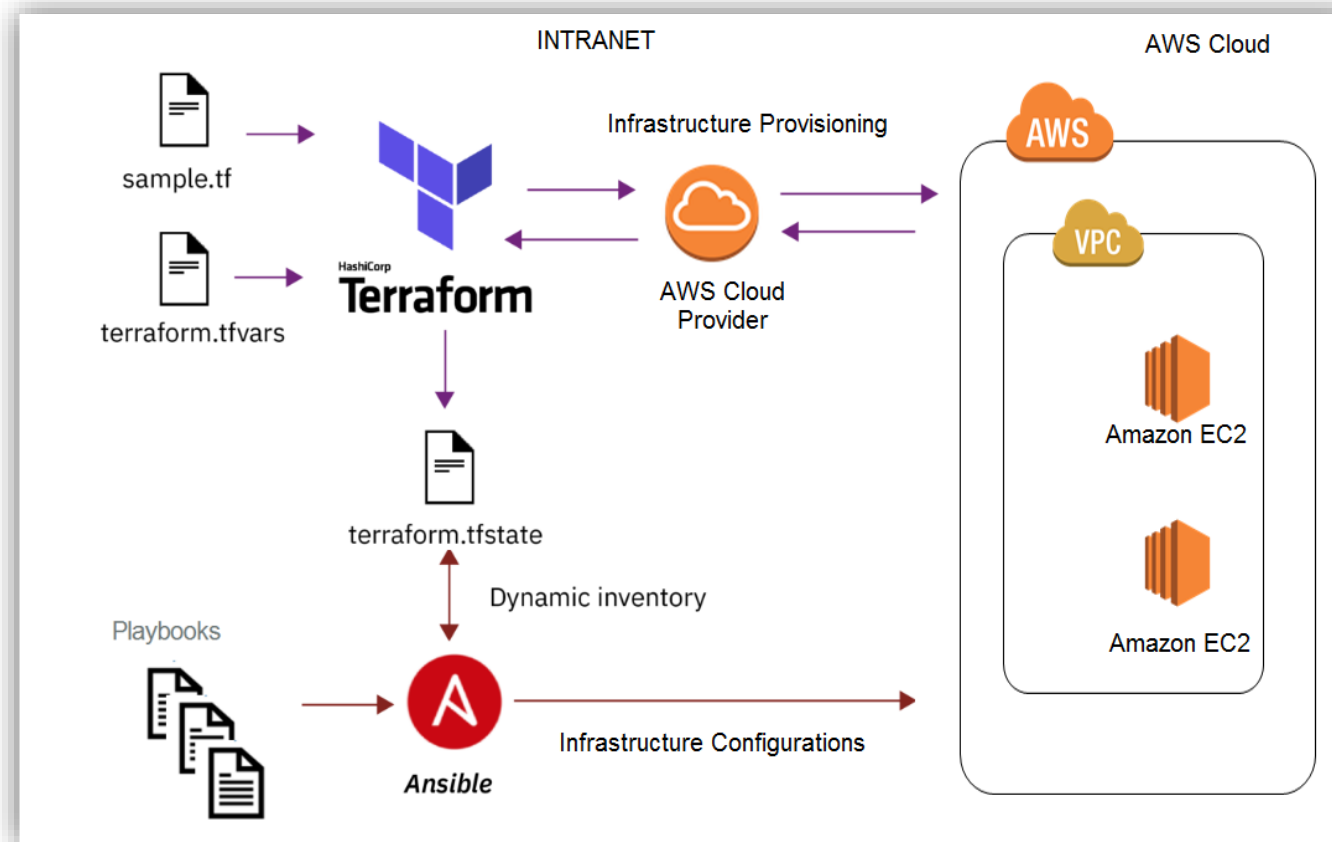 INTRANET
AWS Cloud
sample.tf
Infrastructure Provisioning
AWS
terraform.tfvars
HashiCorp
Terraform
AWS Cloud
Provider
VPC
Amazon EC2
terraform.tfstate
Dynamic inventory
Amazon EC2
Playbooks
Ansible
Infrastructure Configurations